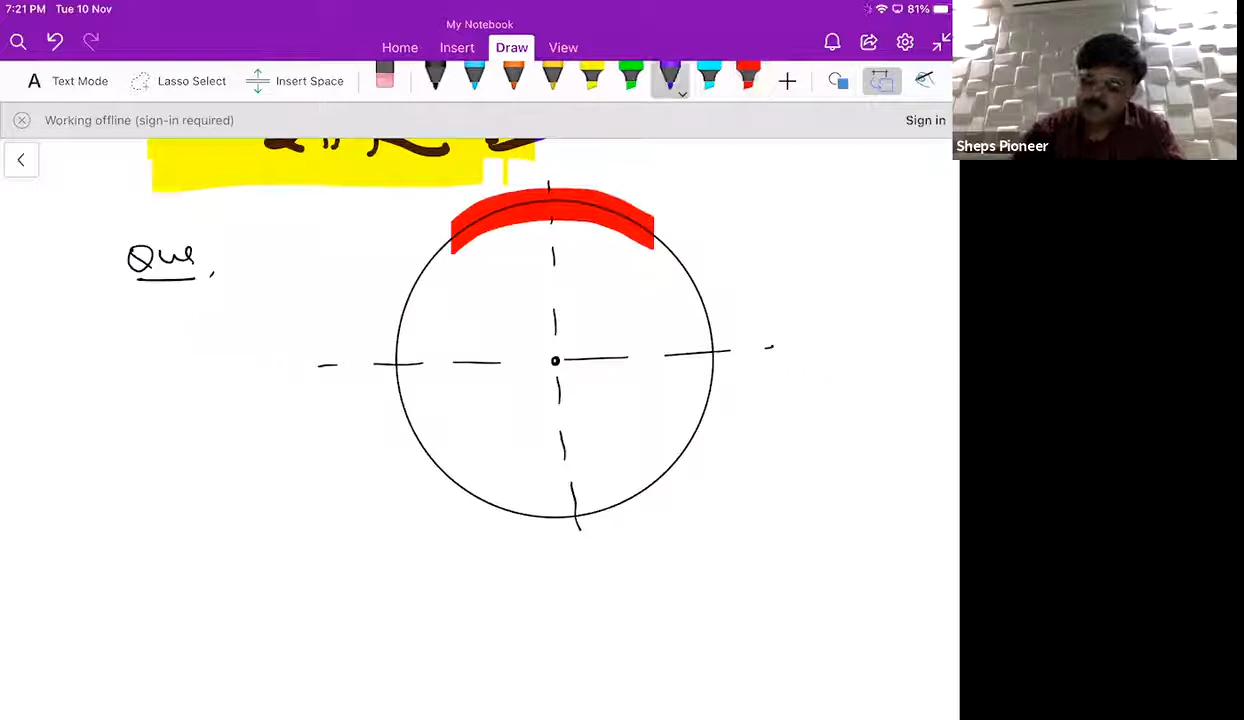 7:21 PM Tue 10 Nov
81%
My Notebook
Home Insert Draw View
A Text Mode Lasso Select Insert Space
Working offline (sign-in required)
Sign in
Sheps Pioneer
Que.